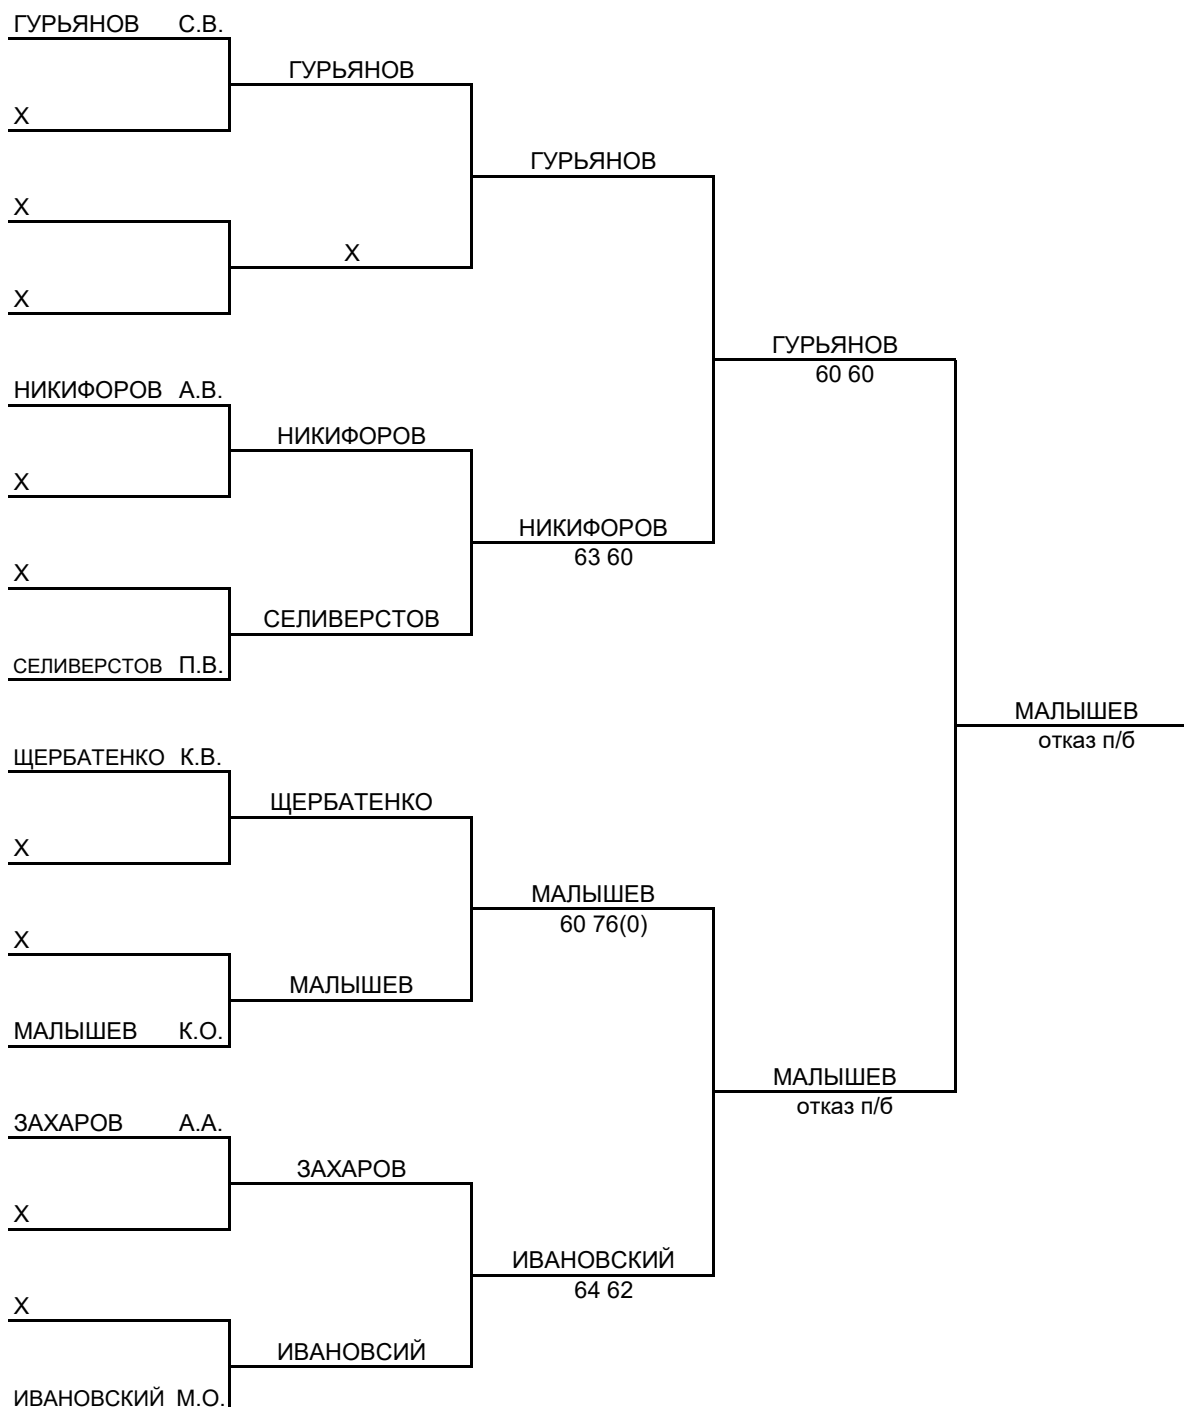 ГУРЬЯНОВ С.В.
ГУРЬЯНОВ
Х
ГУРЬЯНОВ
Х
Х
Х
ГУРЬЯНОВ
60 60
НИКИФОРОВ А.В.
НИКИФОРОВ
Х
НИКИФОРОВ
63 60
Х
СЕЛИВЕРСТОВ
СЕЛИВЕРСТОВ П.В.
МАЛЫШЕВ
отказ п/б
ЩЕРБАТЕНКО К.В.
ЩЕРБАТЕНКО
Х
МАЛЫШЕВ
60 76(0)
Х
МАЛЫШЕВ
МАЛЫШЕВ К.О.
МАЛЫШЕВ
отказ п/б
ЗАХАРОВ А.А.
ЗАХАРОВ
Х
ИВАНОВСКИЙ
64 62
Х
ИВАНОВСИЙ
ИВАНОВСКИЙ М.О.